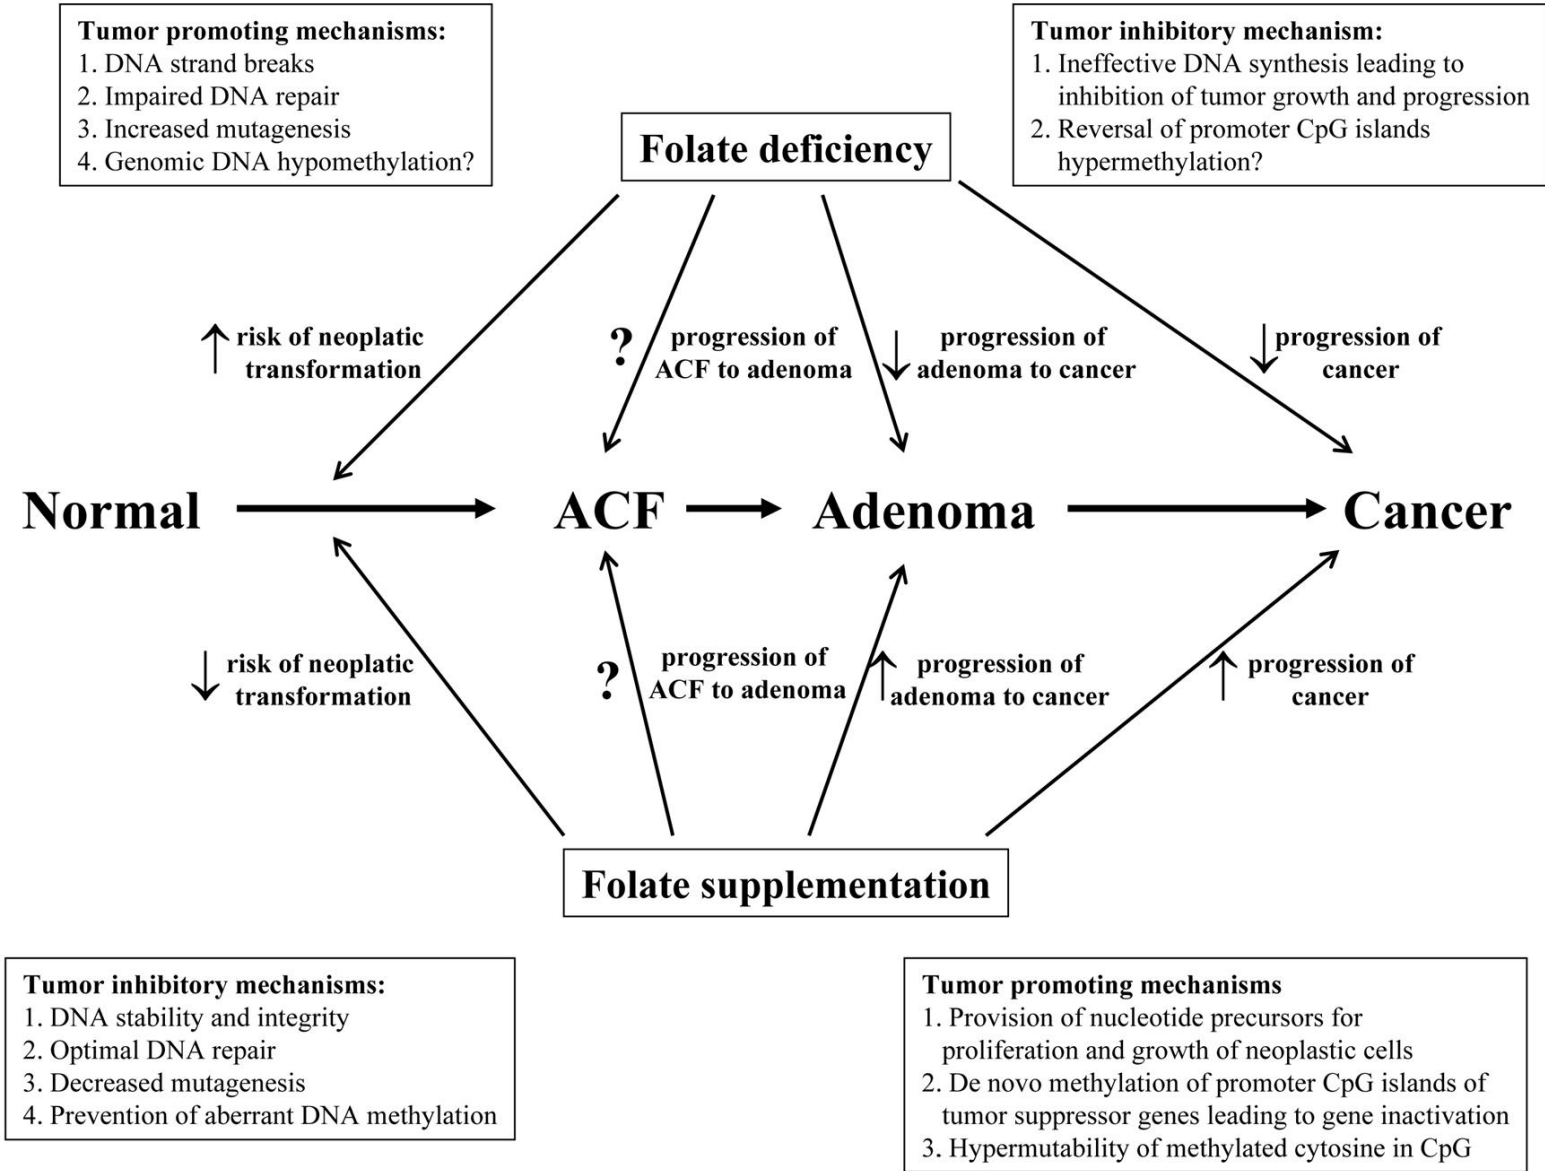 Tumor promoting mechanisms:
1. DNA strand breaks
2. Impaired DNA repair
3. Increased mutagenesis
4. Genomic DNA hypomethylation?
Tumor inhibitory mechanism:
1. Ineffective DNA synthesis leading to
inhibition of tumor growth and progression
2. Reversal of promoter CpG islands
hypermethylation?
Folate deficiency
↑ risk of neoplatic
transformation
? progression of
ACF to adenoma
↓ progression of
adenoma to cancer
↓ progression of
cancer
Normal ACF Adenoma Cancer
↓ risk of neoplatic
transformation
? progression of
ACF to adenoma
↑ progression of
adenoma to cancer
↑ progression of
cancer
Folate supplementation
Tumor inhibitory mechanisms:
1. DNA stability and integrity
2. Optimal DNA repair
3. Decreased mutagenesis
4. Prevention of aberrant DNA methylation
Tumor promoting mechanisms
1. Provision of nucleotide precursors for
proliferation and growth of neoplastic cells
2. De novo methylation of promoter CpG islands of
tumor suppressor genes leading to gene inactivation
3. Hypermutability of methylated cytosine in CpG